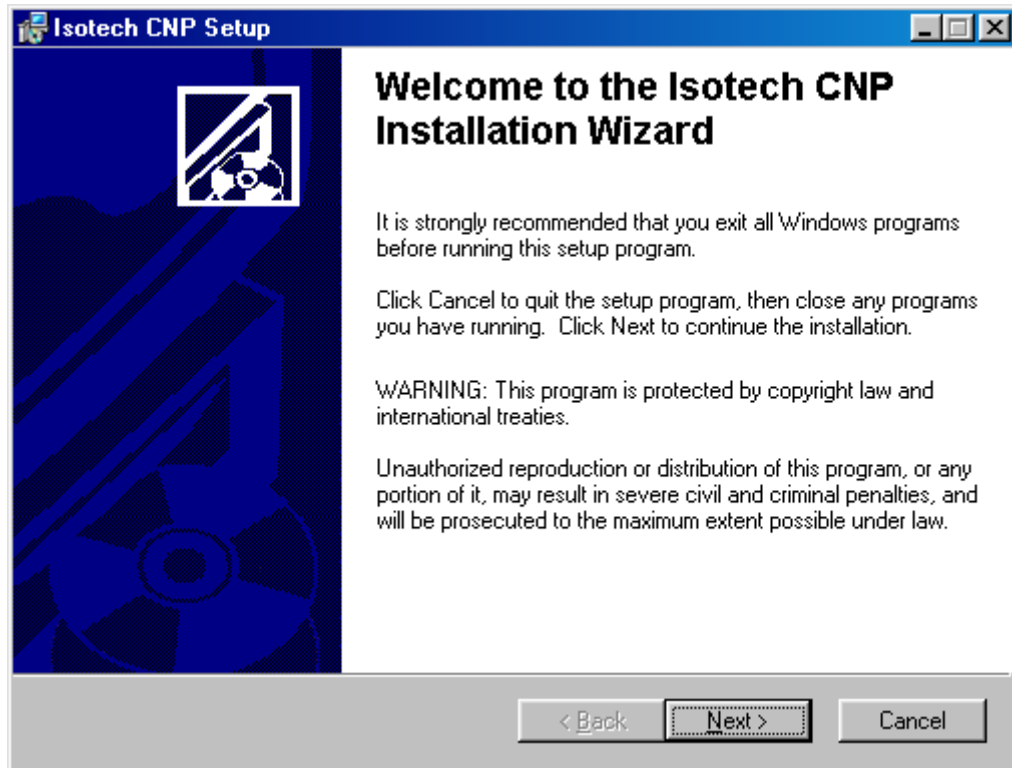 Isotech CNP Setup
Welcome to the Isotech CNP
Installation Wizard
It is strongly recommended that you exit all Windows programs
before running this setup program.
Click Cancel to quit the setup program, then close any programs
you have running.  Click Next to continue the installation.
WARNING: This program is protected by copyright law and
international treaties.
Unauthorized reproduction or distribution of this program, or any
portion of it, may result in severe civil and criminal penalties, and
will be prosecuted to the maximum extent possible under law.
< Back
Next >
Cancel